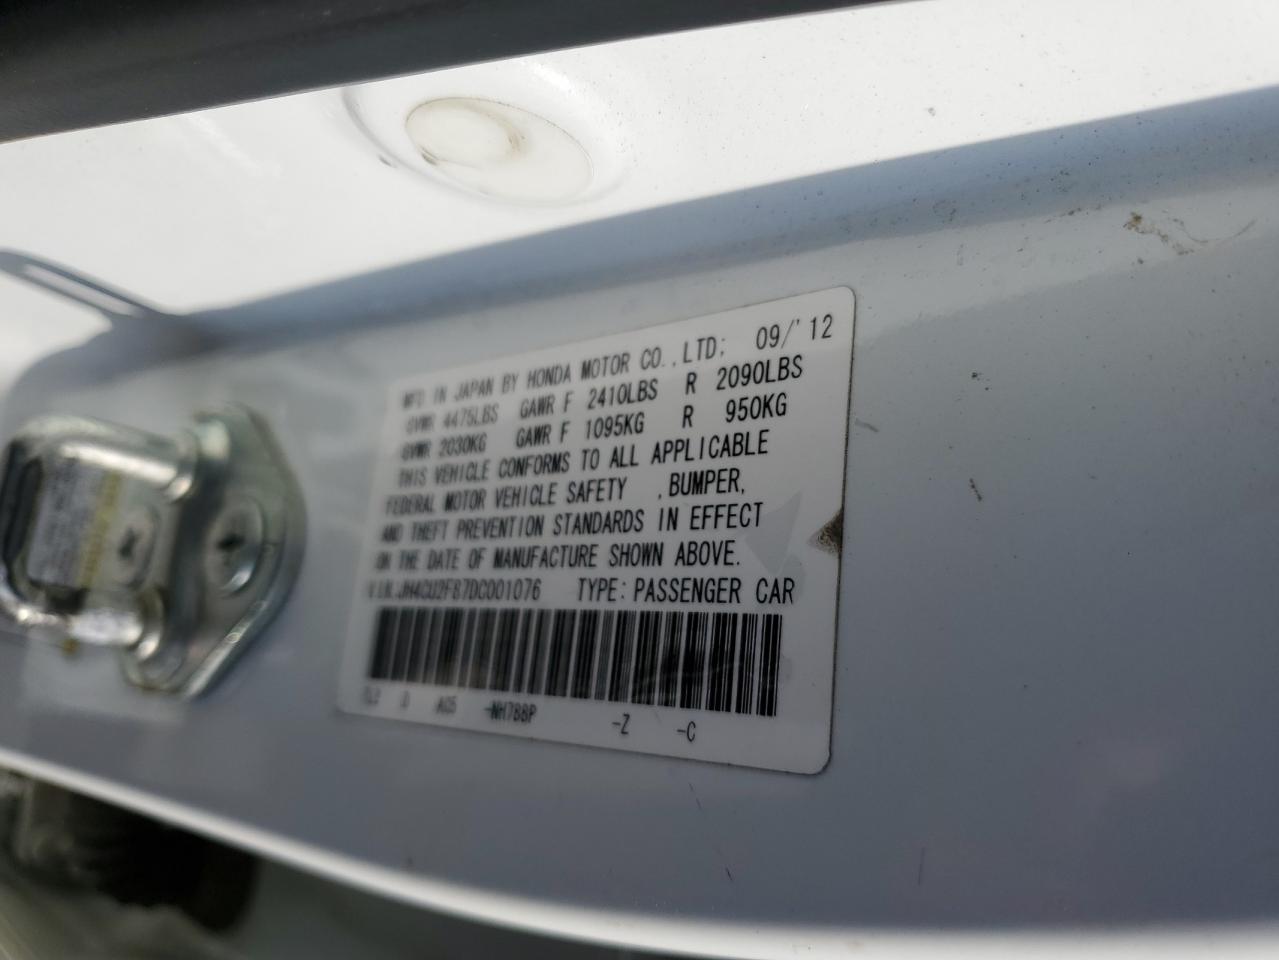 MFD IN JAPAN BY HONDA MOTOR CO., LTD; 09/'12
GVWR 4475LBS GAWR F 2410LBS R 2090LBS
GVWR 2030KG GAWR F 1095KG R 950KG
THIS VEHICLE CONFORMS TO ALL APPLICABLE
FEDERAL MOTOR VEHICLE SAFETY , BUMPER,
AND THEFT PREVENTION STANDARDS IN EFFECT
ON THE DATE OF MANUFACTURE SHOWN ABOVE.
V.I.N.:JH4CU2F87DC001076 TYPE: PASSENGER CAR
TL2 D A05 -NH788P -Z -C